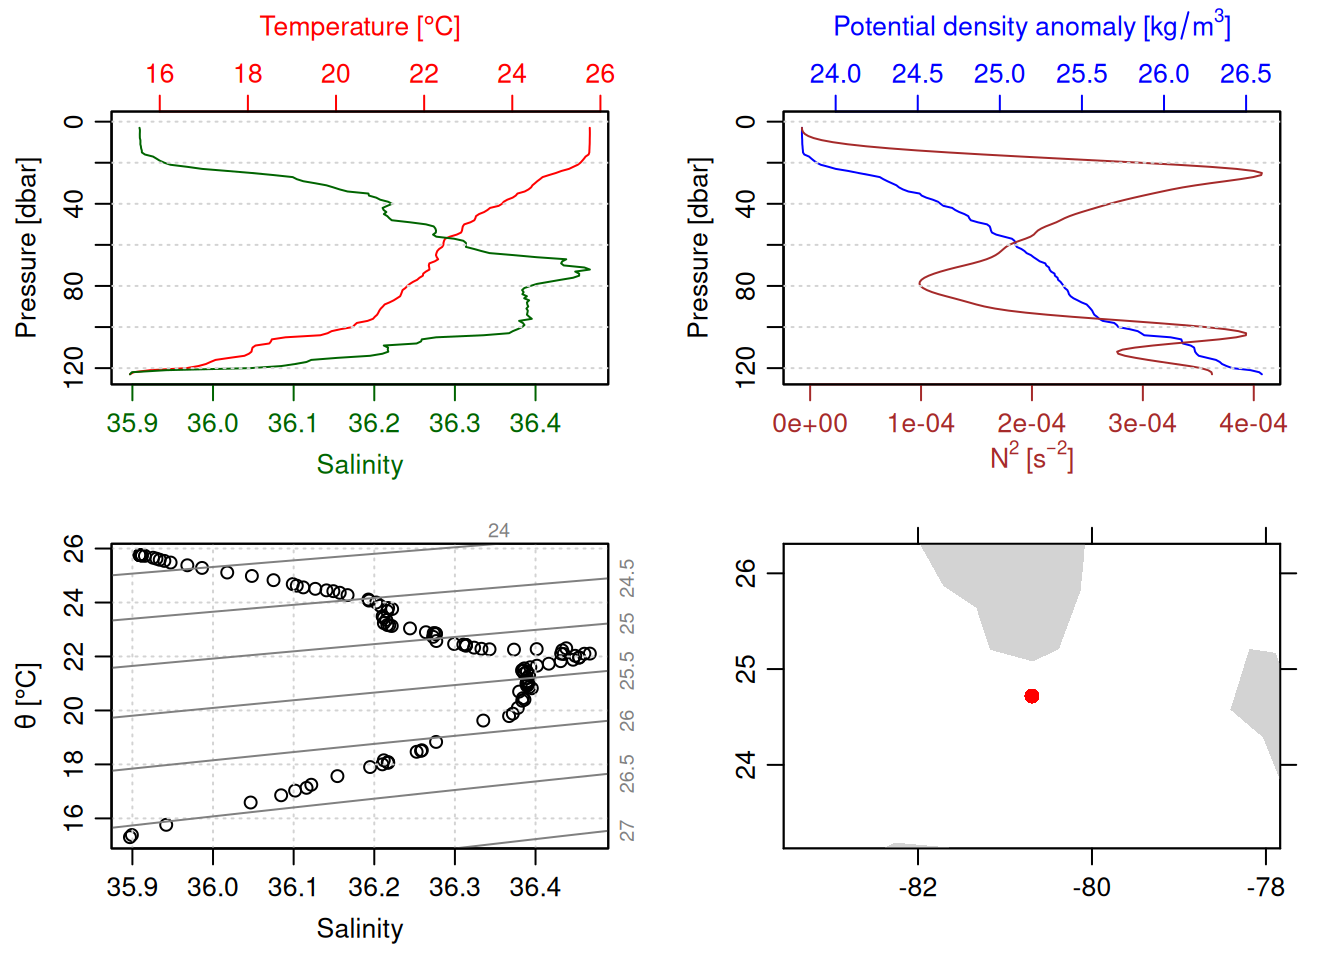 Temperature [°C]
16 18 20 22 24 26
Pressure [dbar]
0 40 80 120
35.9 36.0 36.1 36.2 36.3 36.4
Salinity
Potential density anomaly [kg/m³]
24.0 24.5 25.0 25.5 26.0 26.5
Pressure [dbar]
0 40 80 120
0e+00 1e-04 2e-04 3e-04 4e-04
N² [s⁻²]
24
24.5
25
25.5
26
26.5
27
θ [°C]
26 24 22 20 18 16
35.9 36.0 36.1 36.2 36.3 36.4
Salinity
26
25
24
-82 -80 -78